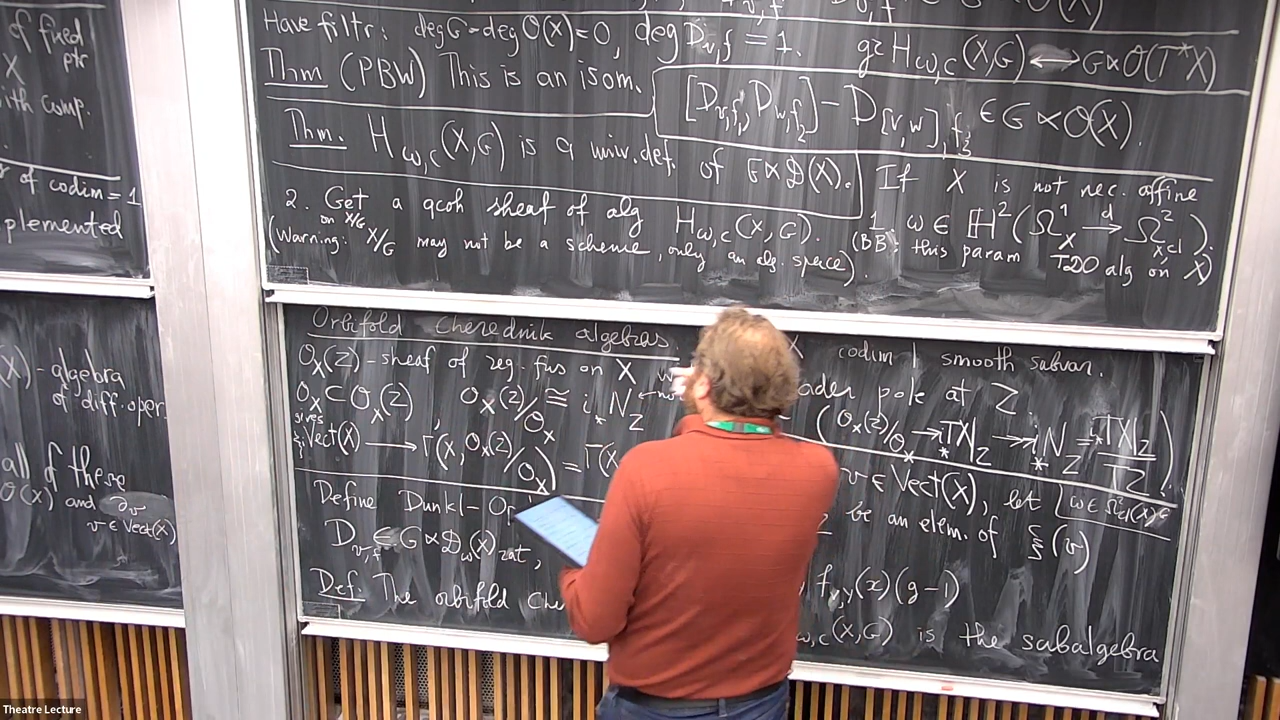 of fixed
ptr
X
ith comp.
r of codim = 1
plemented
(X) - algebra
of diff. oper.
all of these
O(X) and ∂_v
v ∈ Vect(X)
Have filtr: deg G = deg O(X) = 0, deg D_{v,f} = 1. gr H_{ω,c}(X,G) ⟷ G ⋉ O(T*X)
Thm (PBW) This is an isom.
[D_{v,f_1}, D_{w,f_2}] - D_{[v,w],f_3} ∈ G ⋉ O(X).
Thm. H_{ω,c}(X,G) is a univ. def. of G ⋉ D(X).
If X is not nec. affine
2. Get a qcoh sheaf of alg H_{ω,c}(X,G).
on X/G
1. ω ∈ ℍ²(Ω¹_X →^d Ω²_{X,cl}).
(Warning: X/G may not be a scheme, only an alg. space).
(BB: this param TDO alg on X)
Orbifold Cherednik algebras
X codim 1 smooth subvar.
O_X(Z) - sheaf of reg. fns on X
pole at Z.
O_X ⊂ O_X(Z), O_X(Z)/O_X ≅ i_* N_Z
(O_X(Z)/O_X → i_* TX|_Z → i_* N_Z = i_* TX|_Z / TZ)
gives
ξ: Vect(X) → Γ(X, O_X(Z)/O_X) = Γ(X
v ∈ Vect(X), let ω ∈ Ω²_{cl}(X)^G
Define Dunkl-Op
be an elem. of ξ(v)
D_{v,f} ∈ G ⋉ D_ω(X)_{rat},
f_{x,y}(x)(g-1)
Def: The orbifold Che
ω,c(X,G) is the subalgebra
Theatre Lecture